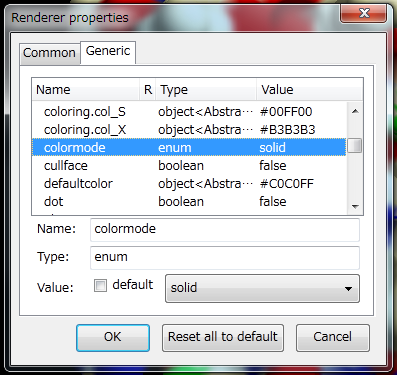 Renderer properties
Common Generic
Name R Type Value
coloring.col_S object<Abstra··· #00FF00
coloring.col_X object<Abstra··· #B3B3B3
colormode enum solid
cullface boolean false
defaultcolor object<Abstra··· #C0C0FF
dot boolean false
Name: colormode
Type: enum
Value: default solid
OK Reset all to default Cancel